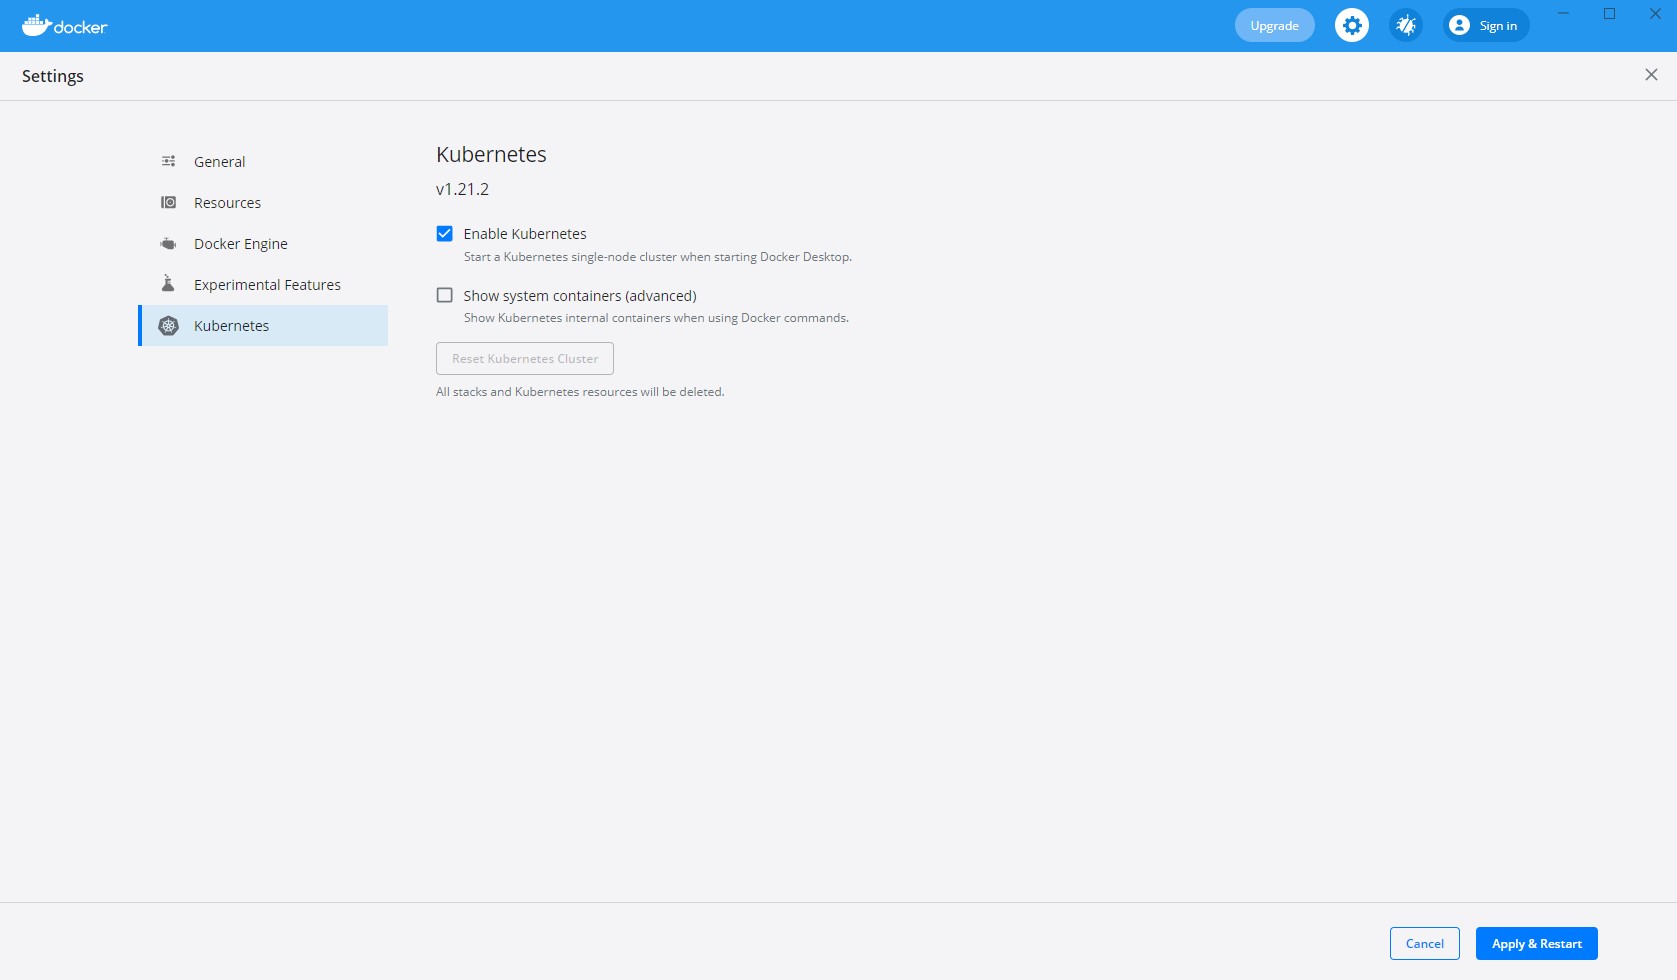 docker
Upgrade
Sign in
Settings
General
Resources
Docker Engine
Experimental Features
Kubernetes
Kubernetes
v1.21.2
Enable Kubernetes
Start a Kubernetes single-node cluster when starting Docker Desktop.
Show system containers (advanced)
Show Kubernetes internal containers when using Docker commands.
Reset Kubernetes Cluster
All stacks and Kubernetes resources will be deleted.
Cancel
Apply & Restart